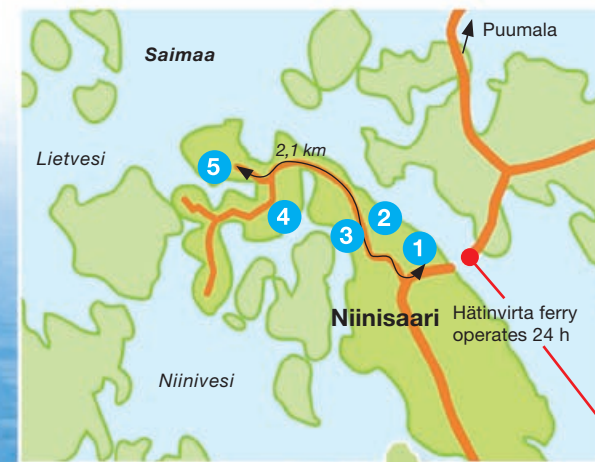 Puumala
Saimaa
Lietvesi
2,1 km
5
4
2
3
1
Niinisaari
Hätinvirta ferry
operates 24 h
Niinivesi